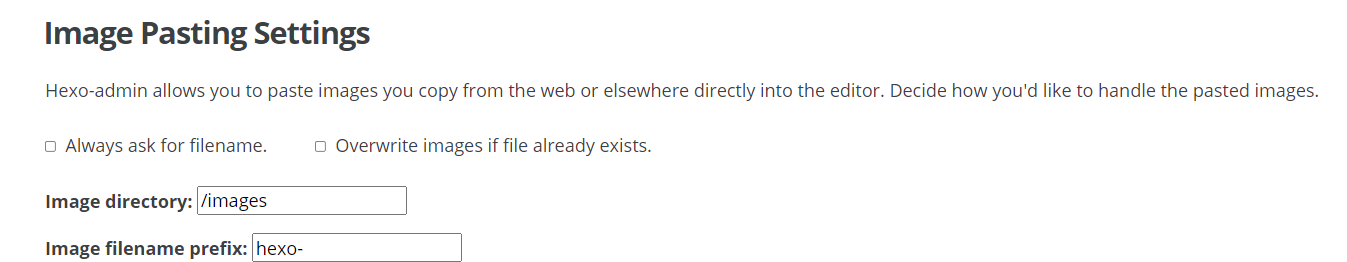 Image Pasting Settings
Hexo-admin allows you to paste images you copy from the web or elsewhere directly into the editor. Decide how you'd like to handle the pasted images.
Always ask for filename. Overwrite images if file already exists.
Image directory: /images
Image filename prefix: hexo-